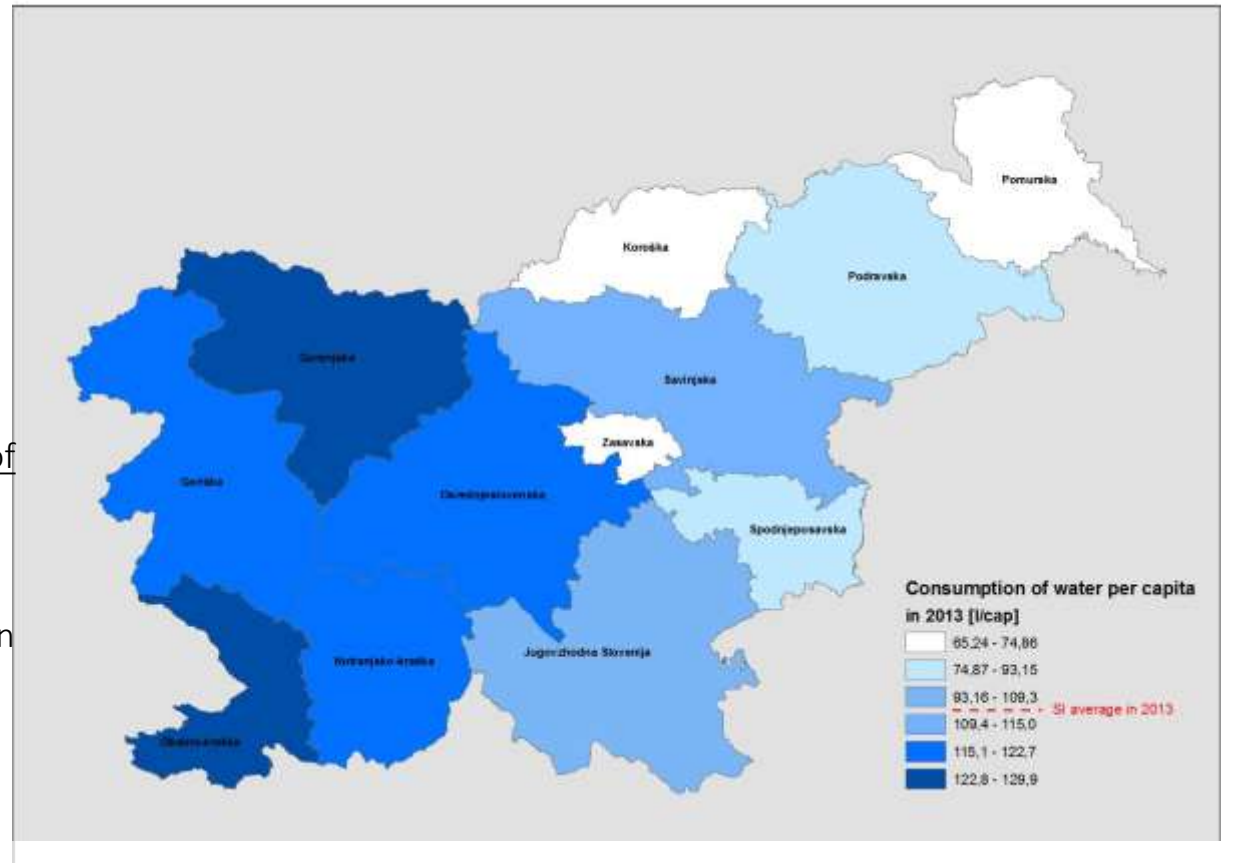 Pomurska
Koroška
Podravska
Gorenjska
Savinjska
Zasavska
of
Goriška
Osrednjeslovenska
Spodnjeposavska
Consumption of water per capita
in 2013 [l/cap]
n
65,24 - 74,86
Jugovzhodna Slovenija
Notranjsko-kraška
74,87 - 93,15
93,16 - 109,3
SI average in 2013
109,4 - 115,0
115,1 - 122,7
Obalno-kraška
122,8 - 129,9